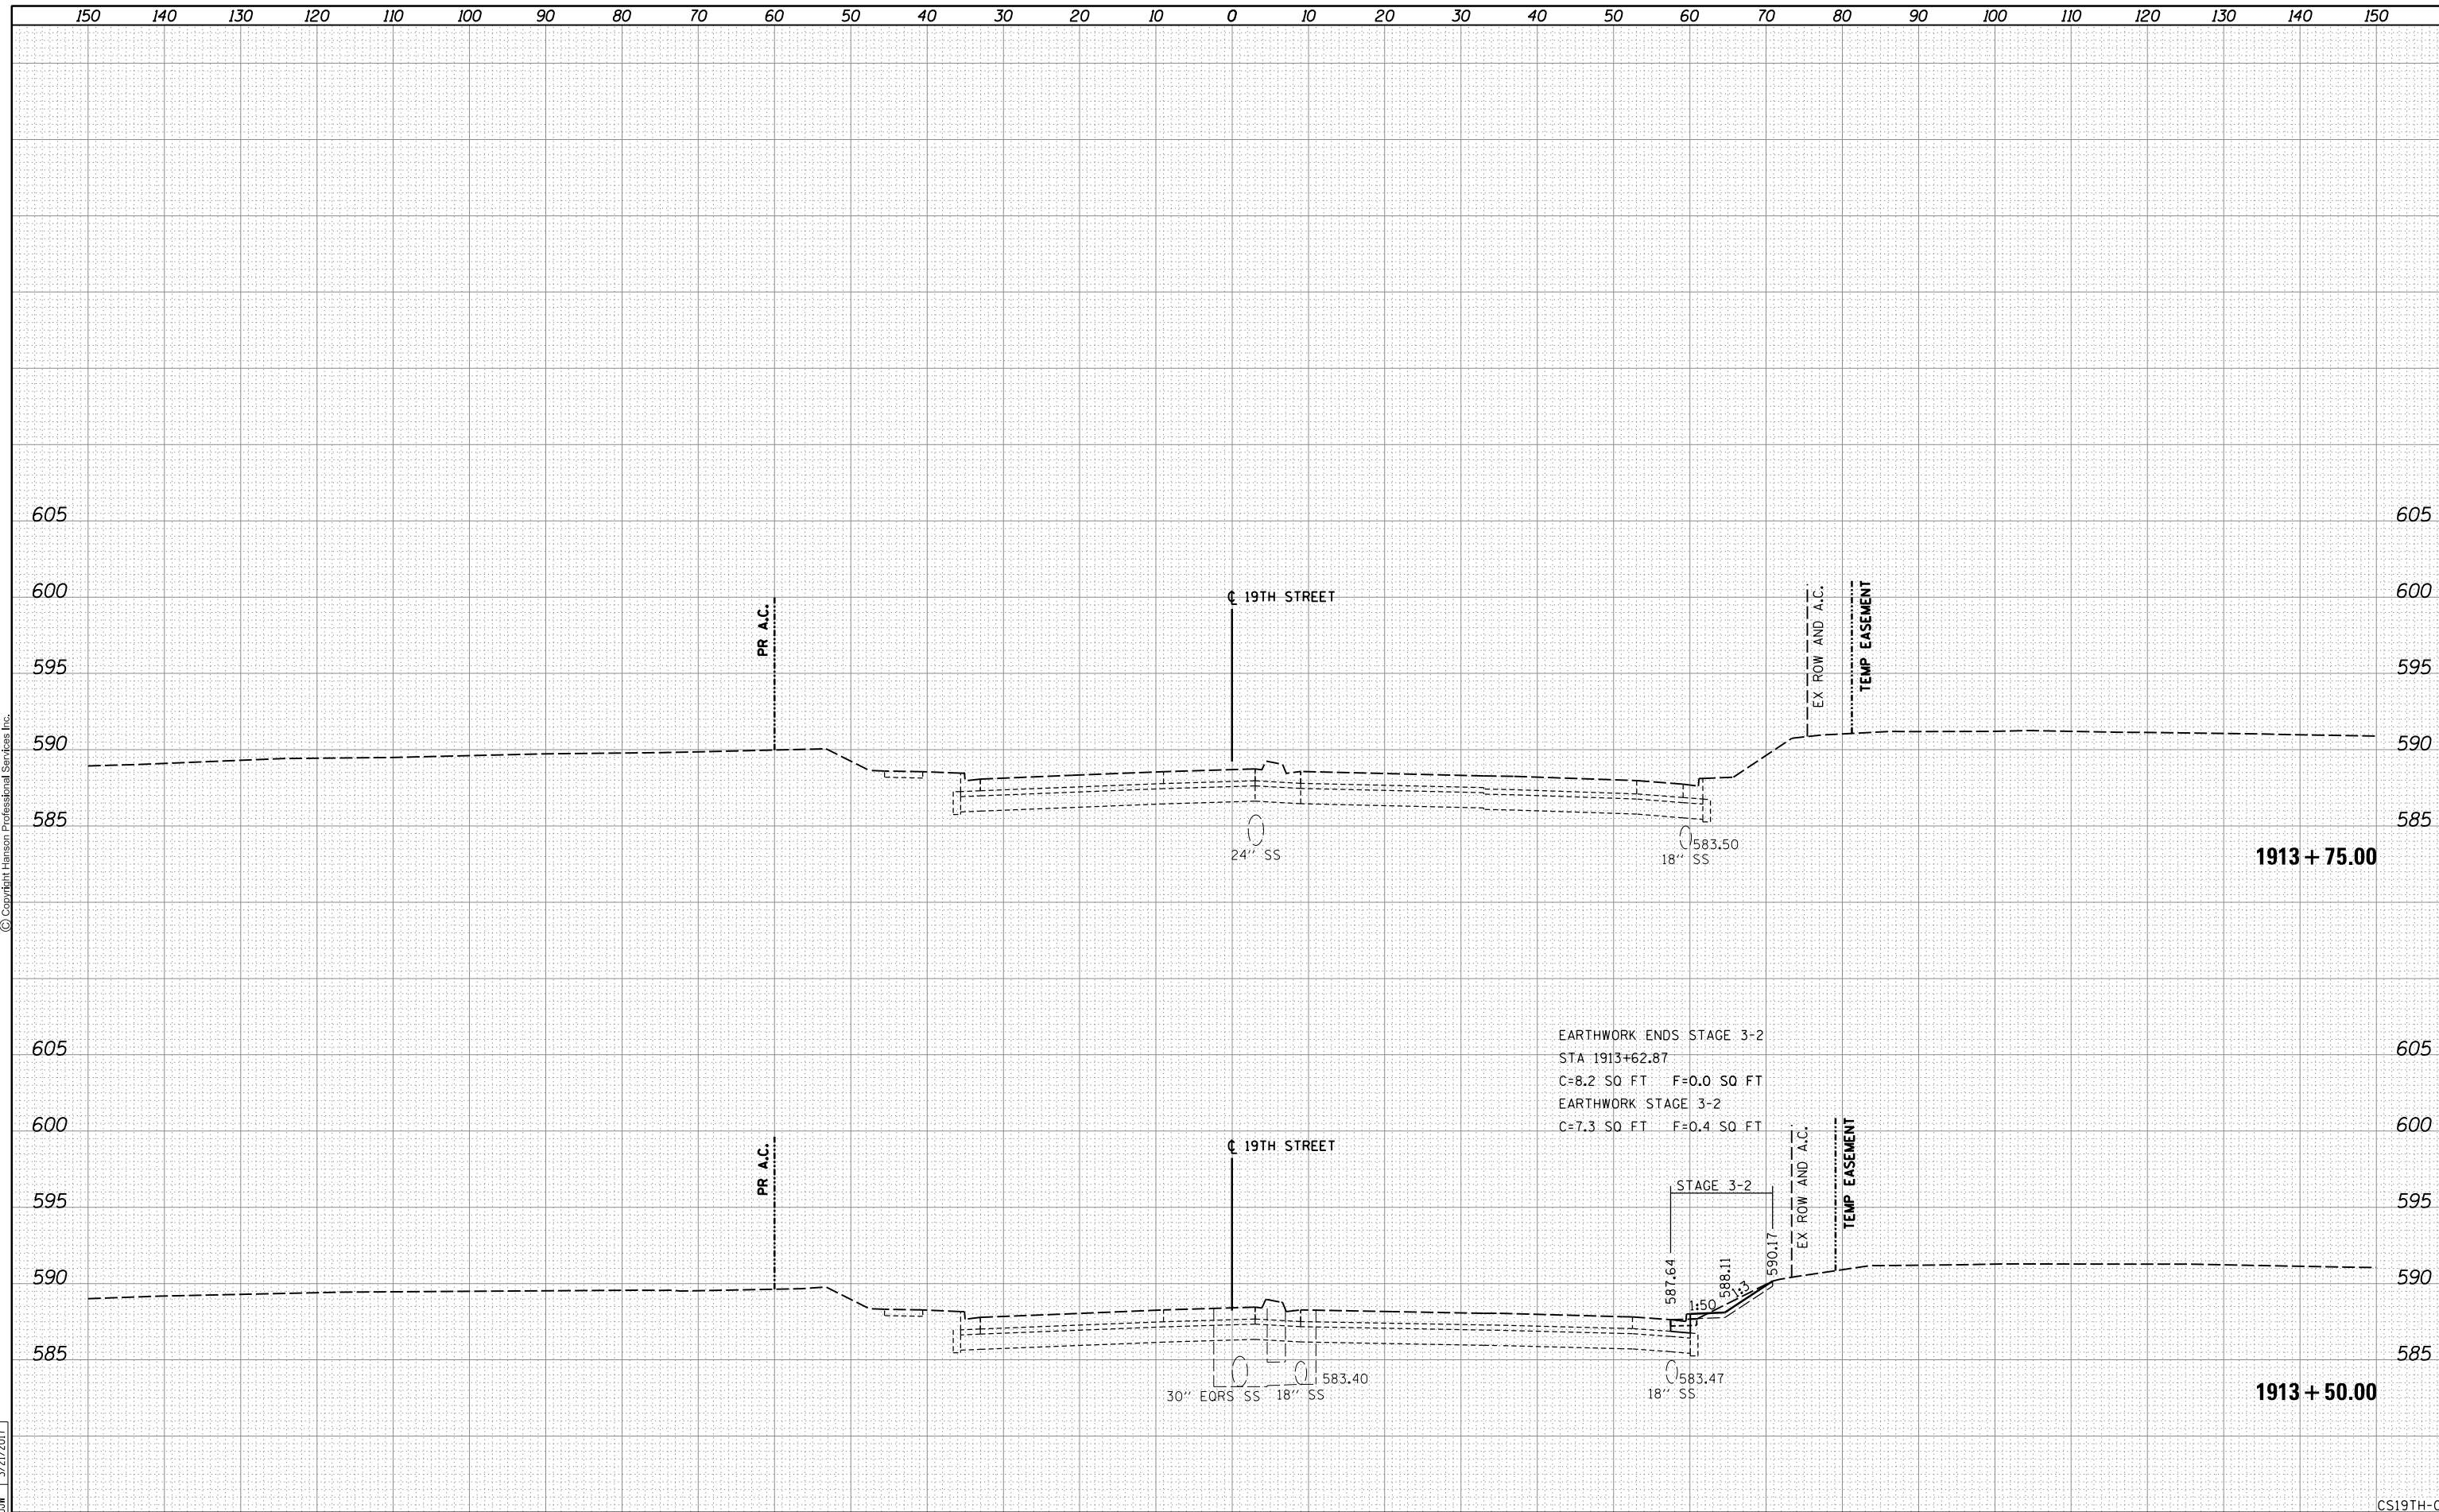 150 140 130 120 110 100 90 80 70 60 50 40 30 20 10 0 10 20 30 40 50 60 70 80 90 100 110 120 130 140 150
605 605
600 600
PR A.C.
℄ 19TH STREET
EX ROW AND A.C.
TEMP EASEMENT
595 595
590 590
585 585
24" SS
583.50
18" SS
1913+75.00
© Copyright Hanson Professional Services Inc.
EARTHWORK ENDS STAGE 3-2
605 605
STA 1913+62.87
C=8.2 SQ FT F=0.0 SQ FT
EARTHWORK STAGE 3-2
C=7.3 SQ FT F=0.4 SQ FT
600 600
PR A.C.
℄ 19TH STREET
EX ROW AND A.C.
TEMP EASEMENT
STAGE 3-2
595 595
587.64
588.11
590.17
590 590
1:50
1:3
585 585
583.40
583.47
30" EQRS SS
18" SS
18" SS
1913+50.00